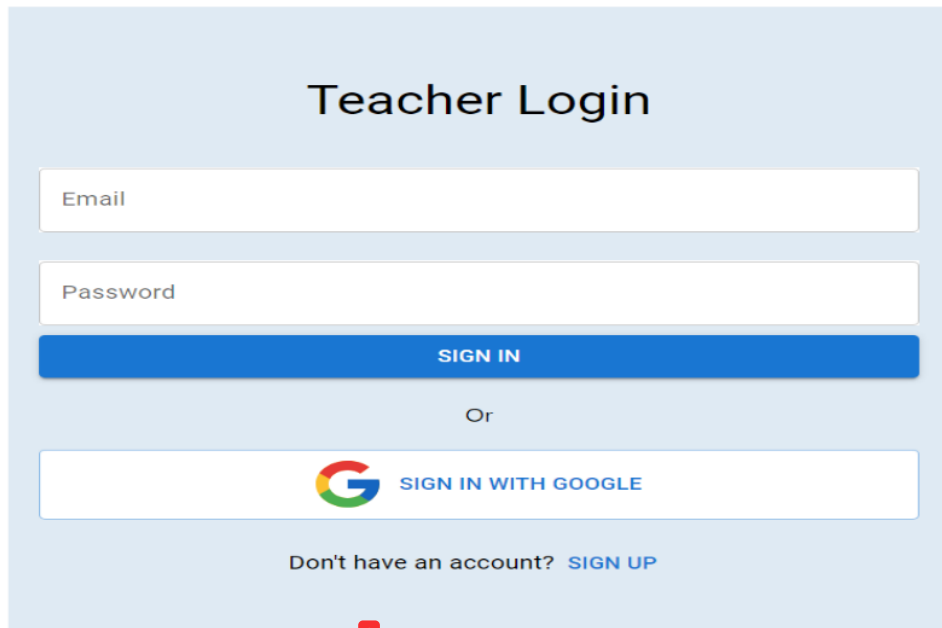 Teacher Login
Email
Password
SIGN IN
Or
SIGN IN WITH GOOGLE
Don't have an account? SIGN UP